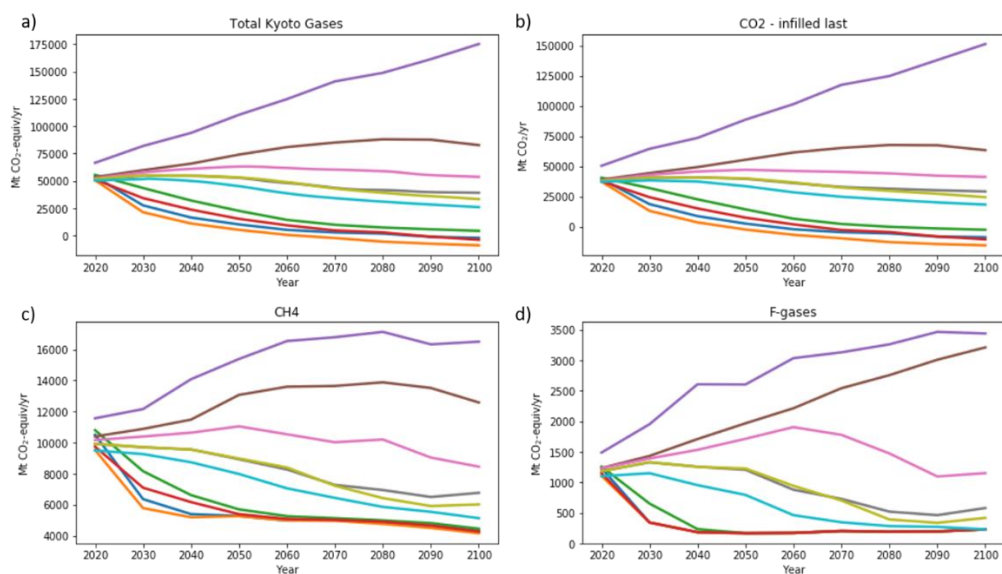 a)
Total Kyoto Gases
175000
150000
125000
100000
75000
50000
25000
0
Mt CO2-equiv/yr
2020 2030 2040 2050 2060 2070 2080 2090 2100
Year
b)
CO2 - infilled last
150000
125000
100000
75000
50000
25000
0
Mt CO2/yr
2020 2030 2040 2050 2060 2070 2080 2090 2100
Year
c)
CH4
16000
14000
12000
10000
8000
6000
4000
Mt CO2-equiv/yr
2020 2030 2040 2050 2060 2070 2080 2090 2100
Year
d)
F-gases
3500
3000
2500
2000
1500
1000
500
0
Mt CO2-equiv/yr
2020 2030 2040 2050 2060 2070 2080 2090 2100
Year